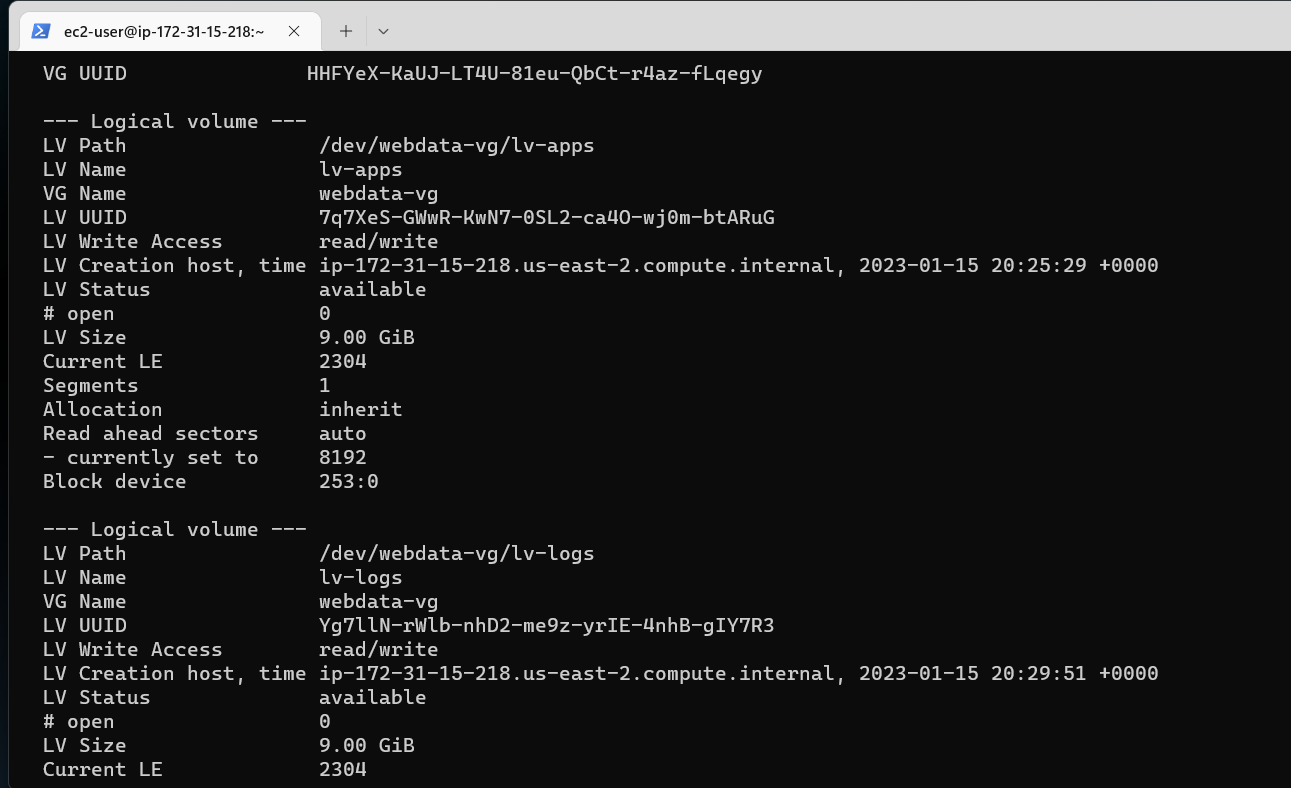 ec2-user@ip-172-31-15-218:~
VG UUID HHFYeX-KaUJ-LT4U-81eu-QbCt-r4az-fLqegy
--- Logical volume ---
LV Path /dev/webdata-vg/lv-apps
LV Name lv-apps
VG Name webdata-vg
LV UUID 7q7XeS-GWwR-KwN7-0SL2-ca4O-wj0m-btARuG
LV Write Access read/write
LV Creation host, time ip-172-31-15-218.us-east-2.compute.internal, 2023-01-15 20:25:29 +0000
LV Status available
# open 0
LV Size 9.00 GiB
Current LE 2304
Segments 1
Allocation inherit
Read ahead sectors auto
- currently set to 8192
Block device 253:0
--- Logical volume ---
LV Path /dev/webdata-vg/lv-logs
LV Name lv-logs
VG Name webdata-vg
LV UUID Yg7llN-rWlb-nhD2-me9z-yrIE-4nhB-gIY7R3
LV Write Access read/write
LV Creation host, time ip-172-31-15-218.us-east-2.compute.internal, 2023-01-15 20:29:51 +0000
LV Status available
# open 0
LV Size 9.00 GiB
Current LE 2304